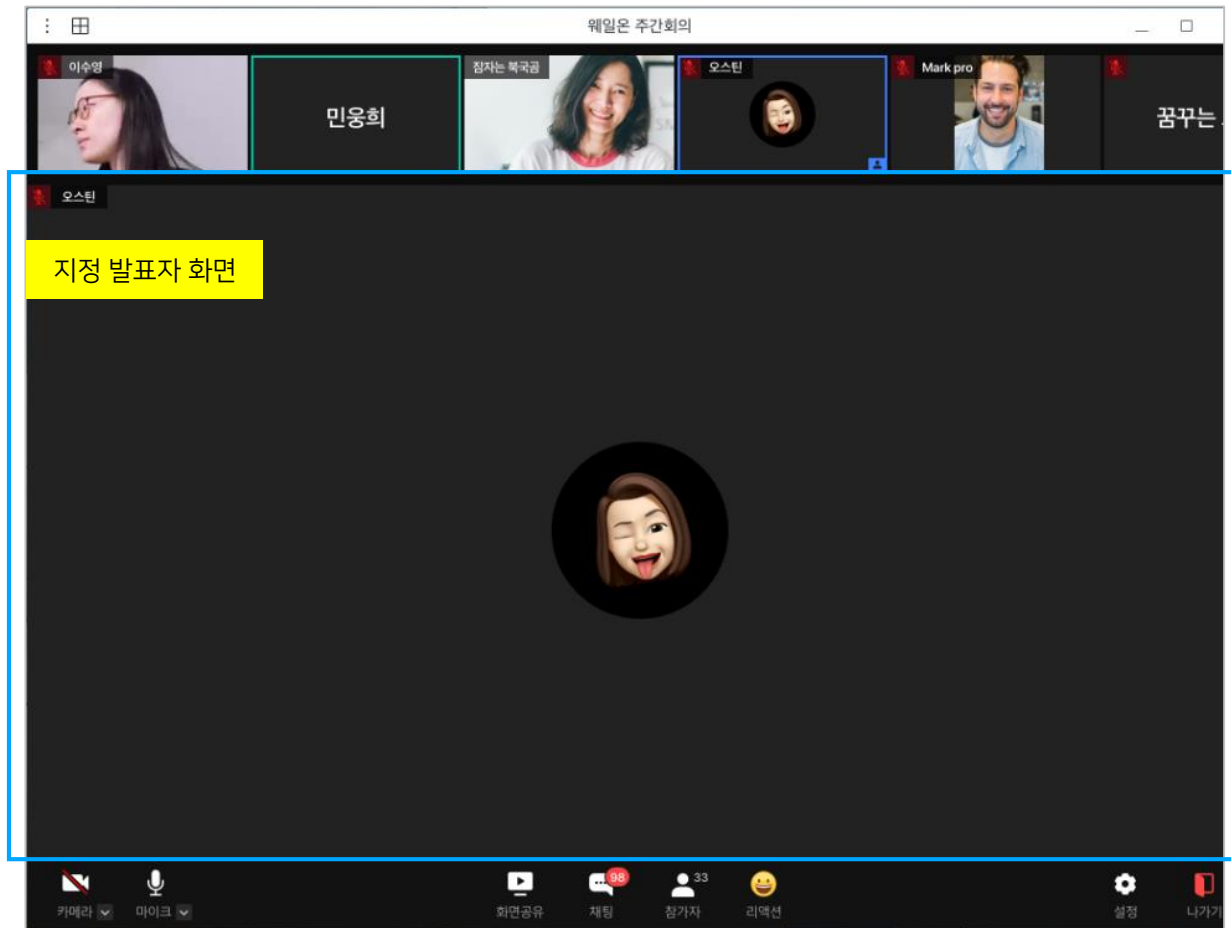 웨일온 주간회의
이수영
민웅희
잠자는 북국곰
오스틴
Mark pro
꿈꾸는
오스틴
지정 발표자 화면
98
33
카메라
마이크
화면공유
채팅
참가자
리액션
설정
나가기